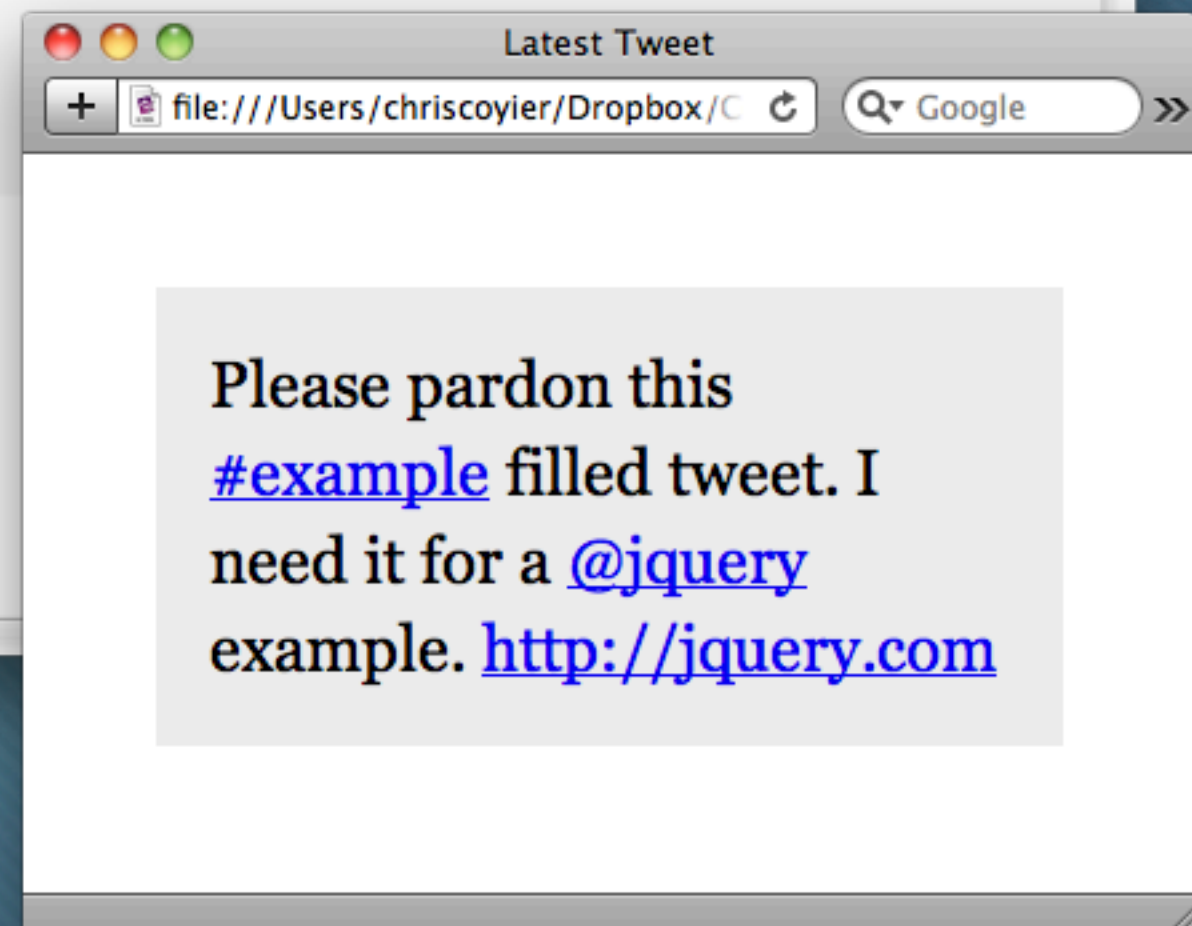 Latest Tweet
+ file:///Users/chriscoyier/Dropbox/C Google »
Please pardon this
#example filled tweet. I
need it for a @jquery
example. http://jquery.com